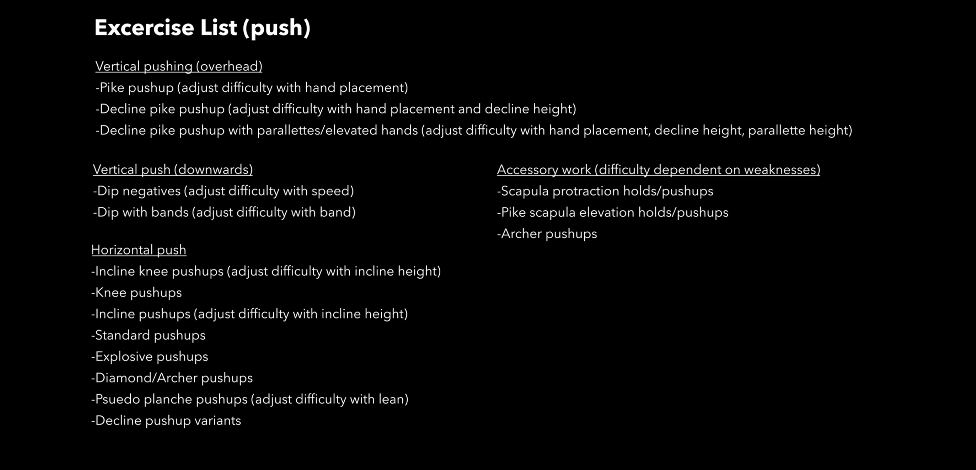 Excercise List (push)
Vertical pushing (overhead)
-Pike pushup (adjust difficulty with hand placement)
-Decline pike pushup (adjust difficulty with hand placement and decline height)
-Decline pike pushup with parallettes/elevated hands (adjust difficulty with hand placement, decline height, parallette height)
Vertical push (downwards)
-Dip negatives (adjust difficulty with speed)
-Dip with bands (adjust difficulty with band)
Horizontal push
-Incline knee pushups (adjust difficulty with incline height)
-Knee pushups
-Incline pushups (adjust difficulty with incline height)
-Standard pushups
-Explosive pushups
-Diamond/Archer pushups
-Psuedo planche pushups (adjust difficulty with lean)
-Decline pushup variants
Accessory work (difficulty dependent on weaknesses)
-Scapula protraction holds/pushups
-Pike scapula elevation holds/pushups
-Archer pushups